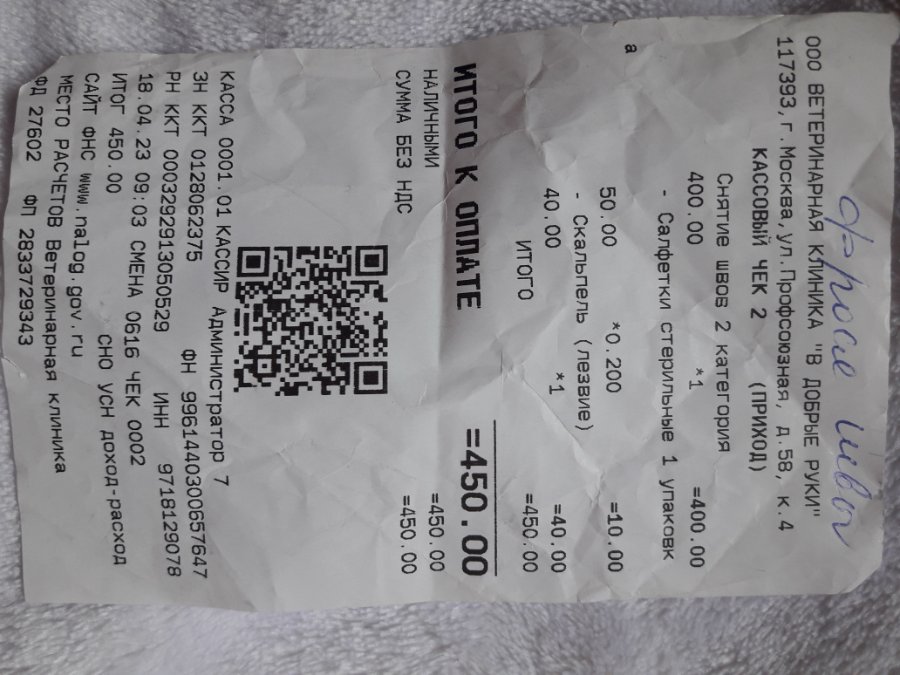 Фрося швы
ООО ВЕТЕРИНАРНАЯ КЛИНИКА "В ДОБРЫЕ РУКИ"
117393, г. Москва, ул. Профсоюзная, д.58, к.4
КАССОВЫЙ ЧЕК 2 (ПРИХОД)
Снятие швов 2 категория
400.00 *1 =400.00
- Салфетки стерильные 1 упаковк
а
50.00 *0.200 =10.00
- Скальпель (лезвие)
40.00 *1 =40.00
ИТОГО =450.00
ИТОГО К ОПЛАТЕ =450.00
НАЛИЧНЫМИ =450.00
СУММА БЕЗ НДС =450.00
КАССА 0001.01 КАССИР Администратор 7
ЗН ККТ 0128062375 ФН 9961440300657647
РН ККТ 0003292913050529 ИНН 9718129078
18.04.23 09:03 СМЕНА 0616 ЧЕК 0002
ИТОГ 450.00 СНО УСН доход-расход
САЙТ ФНС www.nalog.gov.ru
МЕСТО РАСЧЕТОВ Ветеринарная клиника
ФД 27602 ФП 2833729343